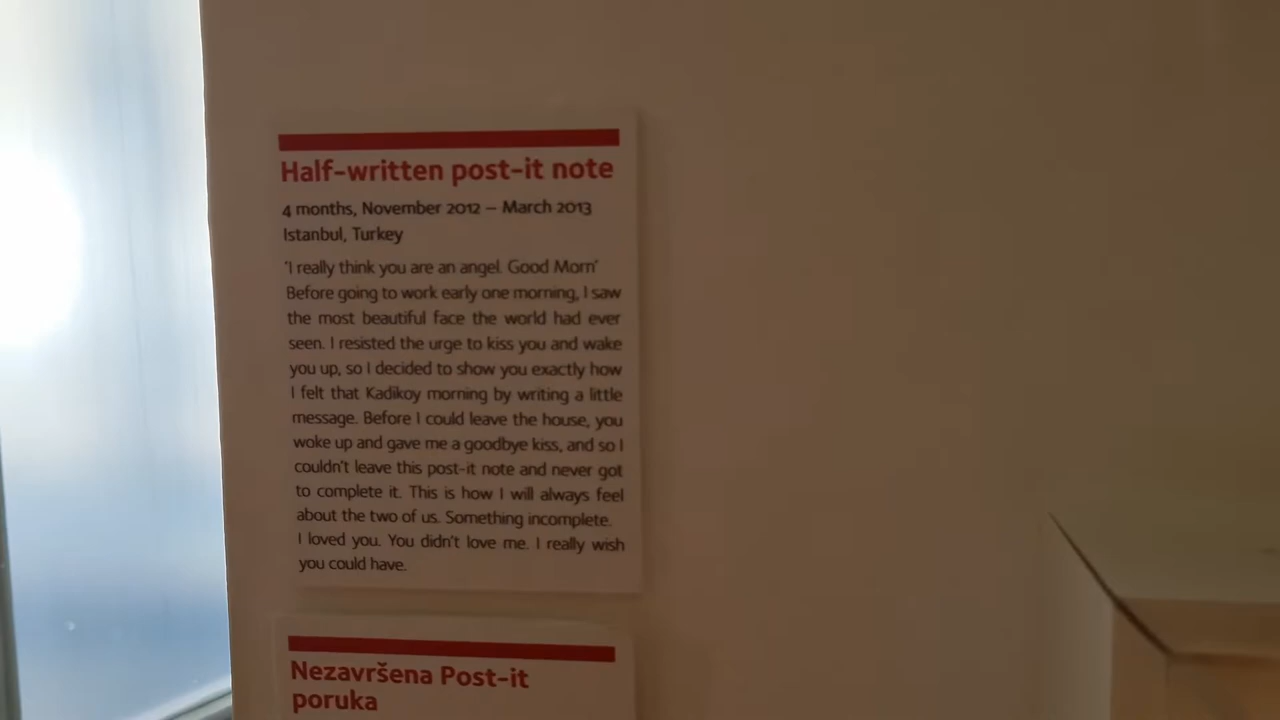 Half-written post-it note
4 months, November 2012 – March 2013
Istanbul, Turkey
'I really think you are an angel. Good Morn'
Before going to work early one morning, I saw
the most beautiful face the world had ever
seen. I resisted the urge to kiss you and wake
you up, so I decided to show you exactly how
I felt that Kadikoy morning by writing a little
message. Before I could leave the house, you
woke up and gave me a goodbye kiss, and so I
couldn't leave this post-it note and never got
to complete it. This is how I will always feel
about the two of us. Something incomplete.
I loved you. You didn't love me. I really wish
you could have.
Nezavršena Post-it
poruka